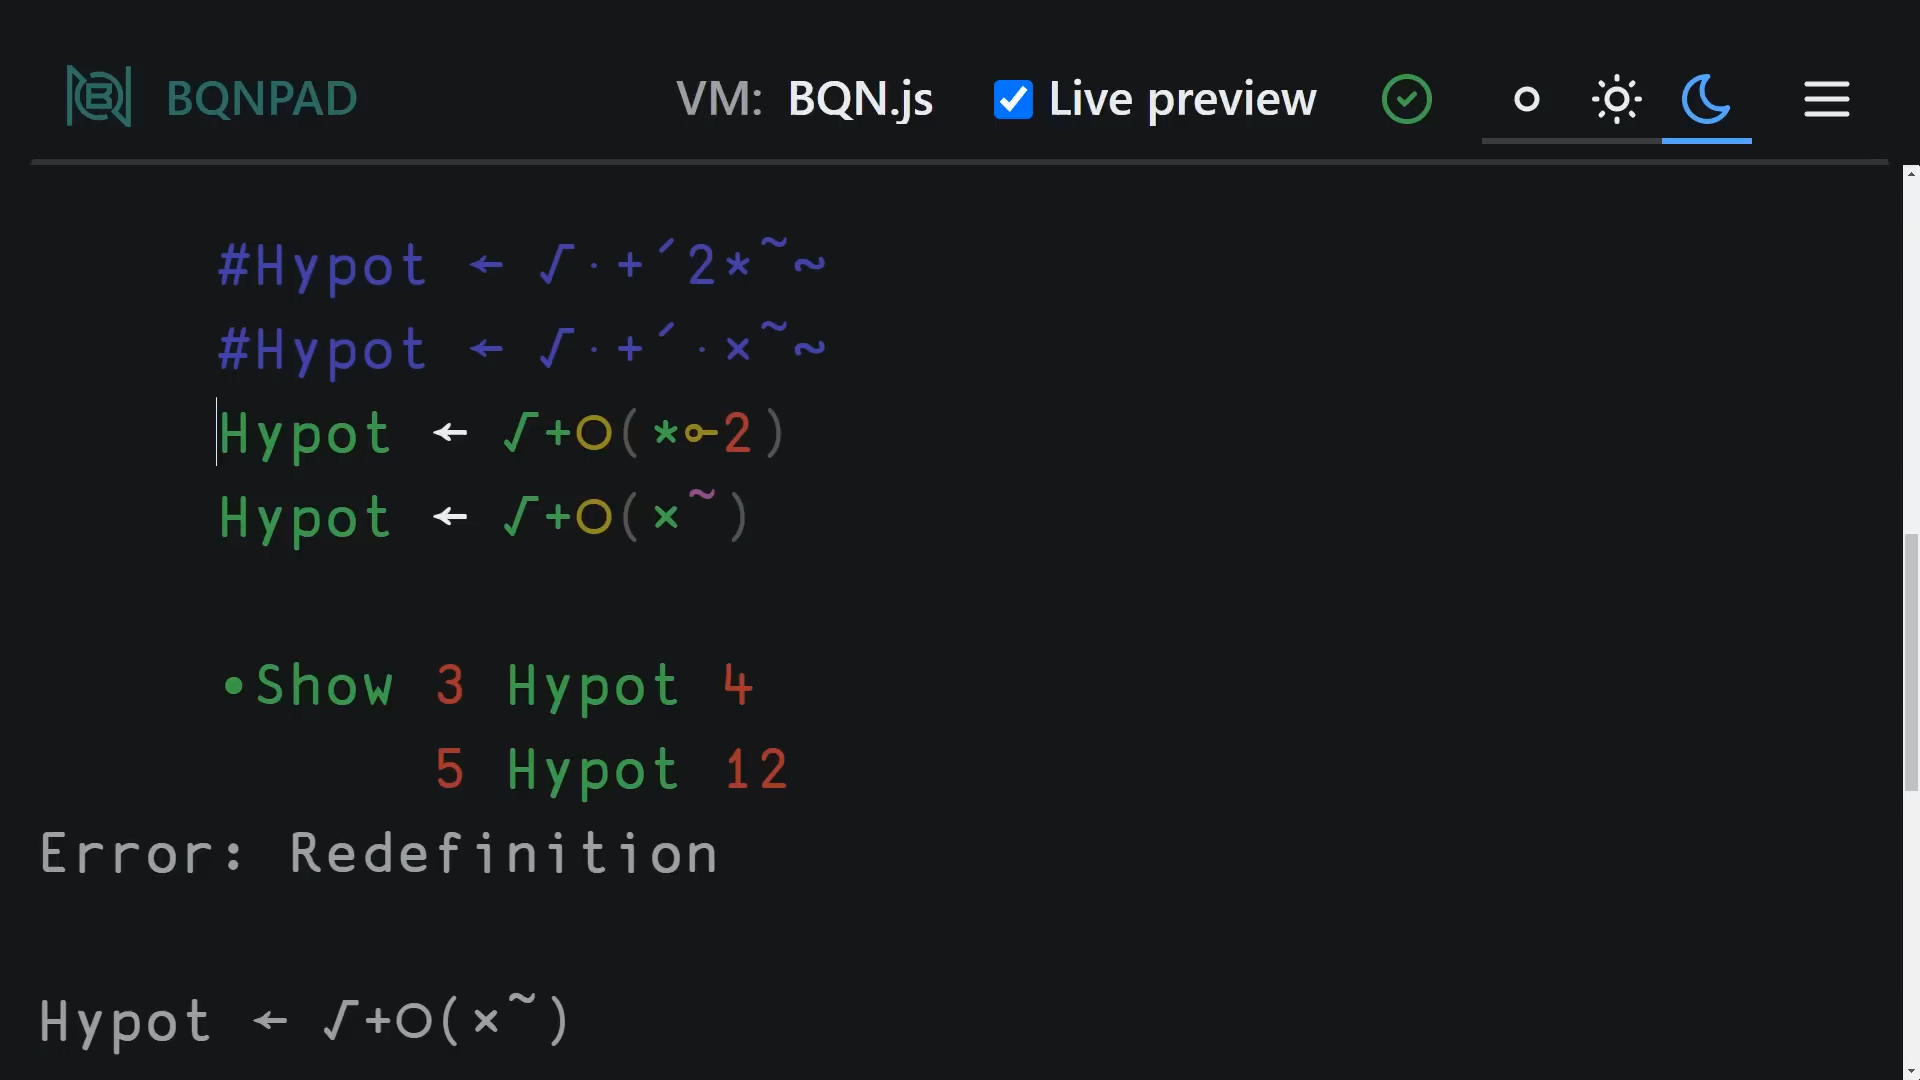 BQNPAD VM: BQN.js Live preview
#Hypot ← √·+´2⋆˜∾
#Hypot ← √·+´·×˜∾
Hypot ← √+○(⋆⟜2)
Hypot ← √+○(×˜)
•Show 3 Hypot 4
5 Hypot 12
Error: Redefinition
Hypot ← √+○(×˜)